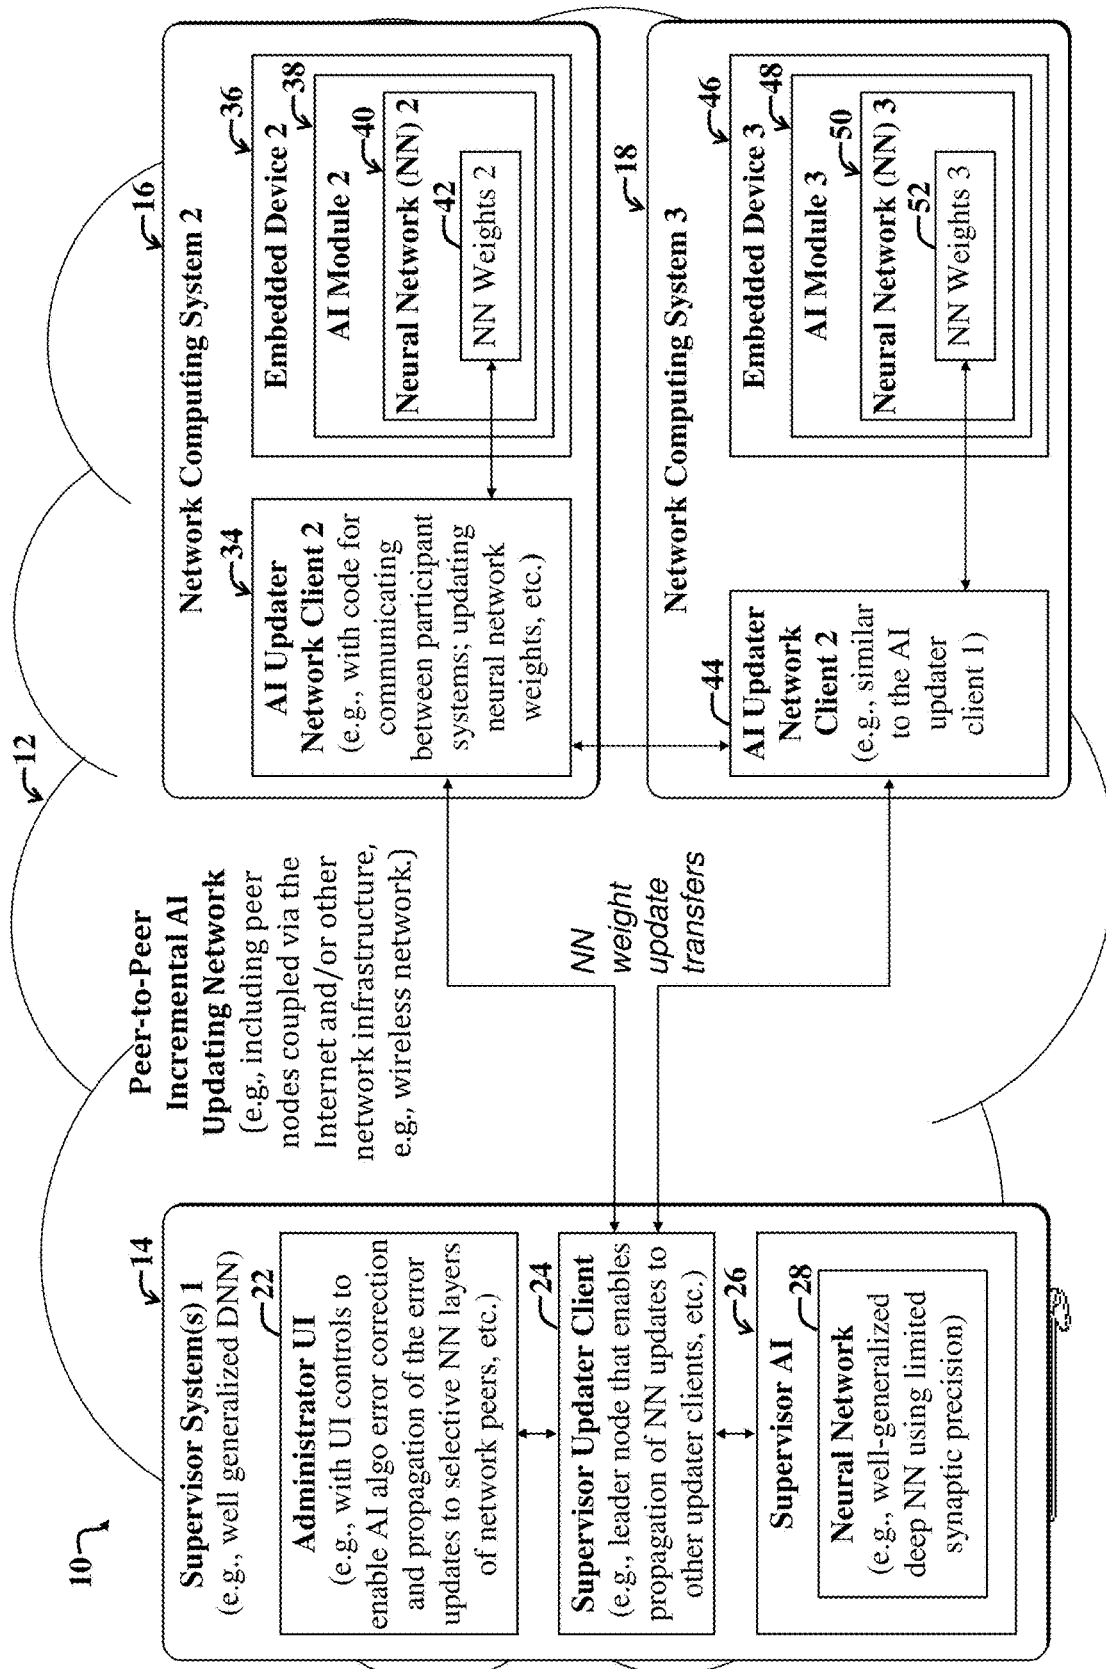 10
12
Peer-to-Peer
Incremental AI
Updating Network
(e.g., including peer
nodes coupled via the
Internet and/or other
network infrastructure,
e.g., wireless network.)
14
Supervisor System(s) 1
(e.g., well generalized DNN)
22
Administrator UI
(e.g., with UI controls to
enable AI algo error correction
and propagation of the error
updates to selective NN layers
of network peers, etc.)
24
Supervisor Updater Client
(e.g., leader node that enables
propagation of NN updates to
other updater clients, etc.)
26
Supervisor AI
28
Neural Network
(e.g., well-generalized
deep NN using limited
synaptic precision)
NN
weight
update
transfers
16
Network Computing System 2
34
AI Updater
Network Client 2
(e.g., with code for
communicating
between participant
systems; updating
neural network
weights, etc.)
36
Embedded Device 2
38
AI Module 2
40
Neural Network (NN) 2
42
NN Weights 2
18
Network Computing System 3
44
AI Updater
Network
Client 2
(e.g., similar
to the AI
updater
client 1)
46
Embedded Device 3
48
AI Module 3
50
Neural Network (NN) 3
52
NN Weights 3